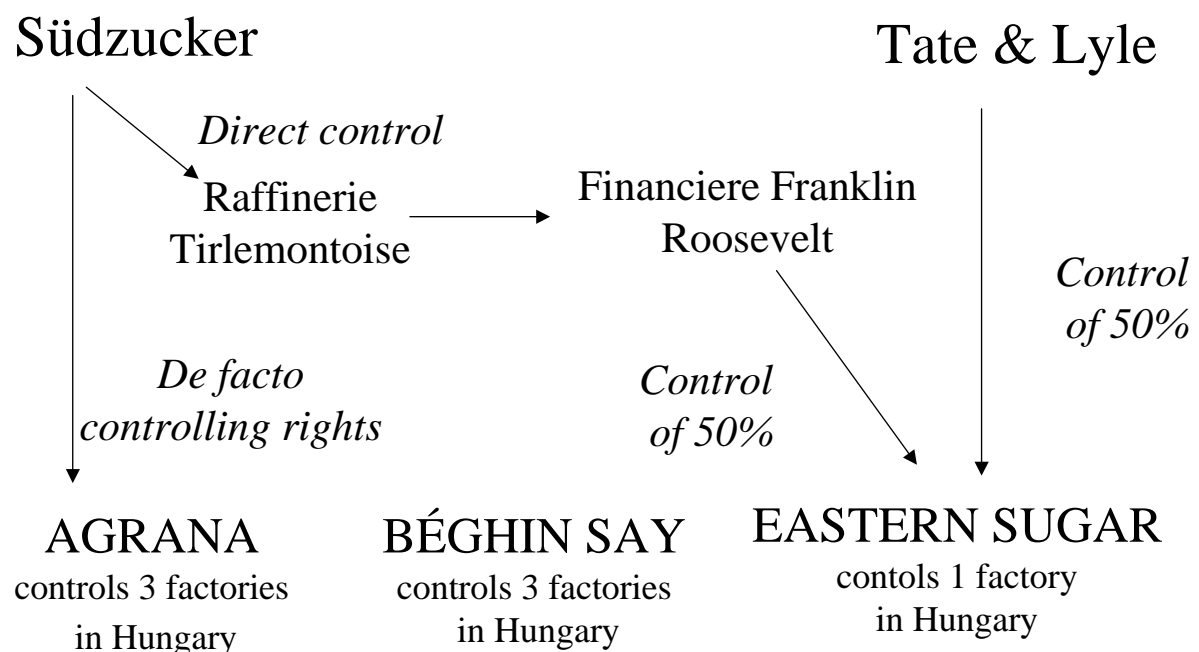 Südzucker
Tate & Lyle
Direct control
Raffinerie
Tirlemontoise
Financiere Franklin
Roosevelt
Control
of 50%
De facto
controlling rights
Control
of 50%
AGRANA
controls 3 factories
in Hungary
BÉGHIN SAY
controls 3 factories
in Hungary
EASTERN SUGAR
contols 1 factory
in Hungary